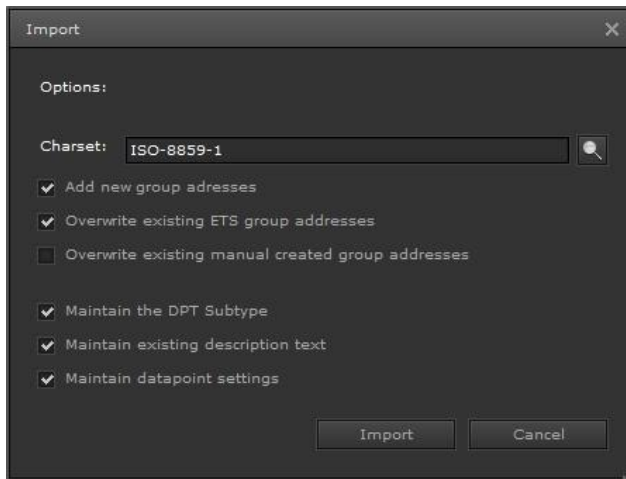 Import
Options:
Charset: ISO-8859-1
Add new group adresses
Overwrite existing ETS group addresses
Overwrite existing manual created group addresses
Maintain the DPT Subtype
Maintain existing description text
Maintain datapoint settings
Import Cancel